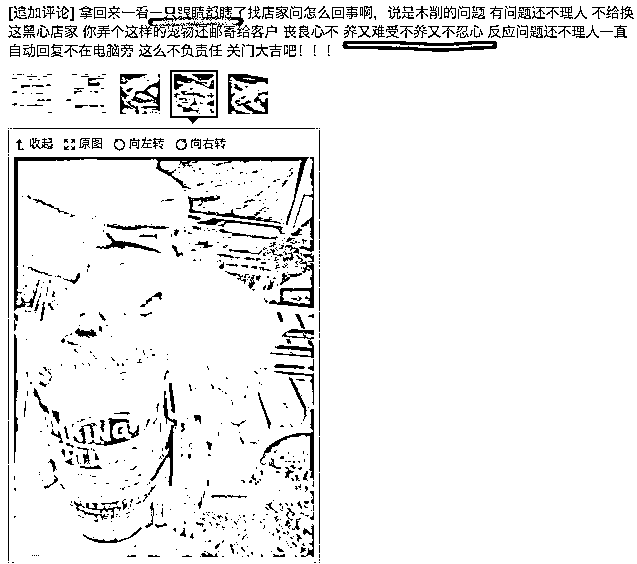 [追加评论] 拿回来一看一只眼睛都瞎了找店家问怎么回事啊，说是木削的问题 有问题还不理人 不给换
这黑心店家 你弄个这样的宠物还邮寄给客户 丧良心不 养又难受不养又不忍心 反应问题还不理人一直
自动回复不在电脑旁 这么不负责任 关门大吉吧！！！
收起 原图 向左转 向右转